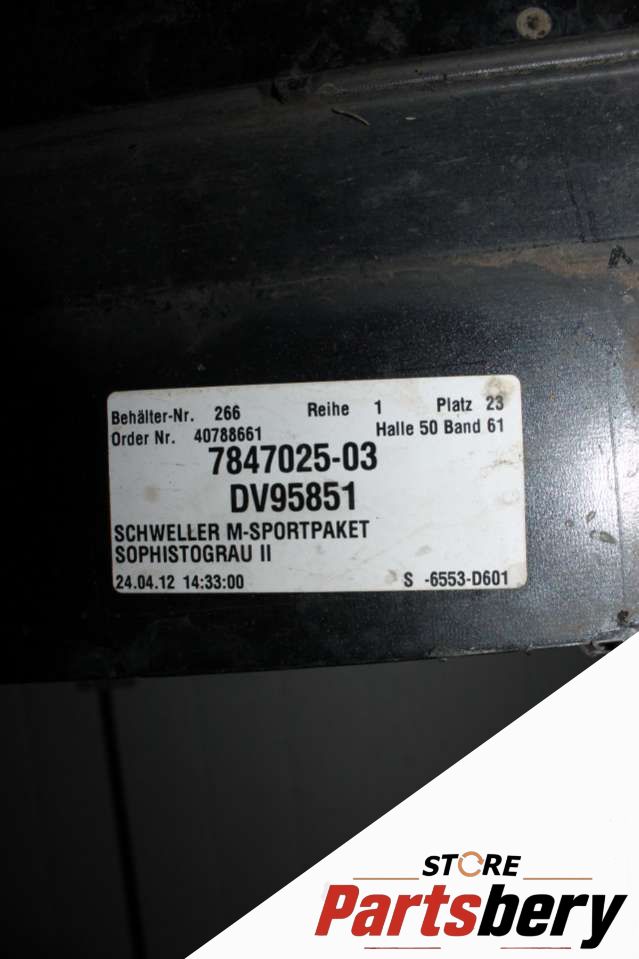 Behälter-Nr. 266 Reihe 1 Platz 23
Order Nr. 40788661 Halle 50 Band 61
7847025-03
DV95851
SCHWELLER M-SPORTPAKET
SOPHISTOGRAU II
24.04.12 14:33:00 S -6553-D601
STORE
Partsbery